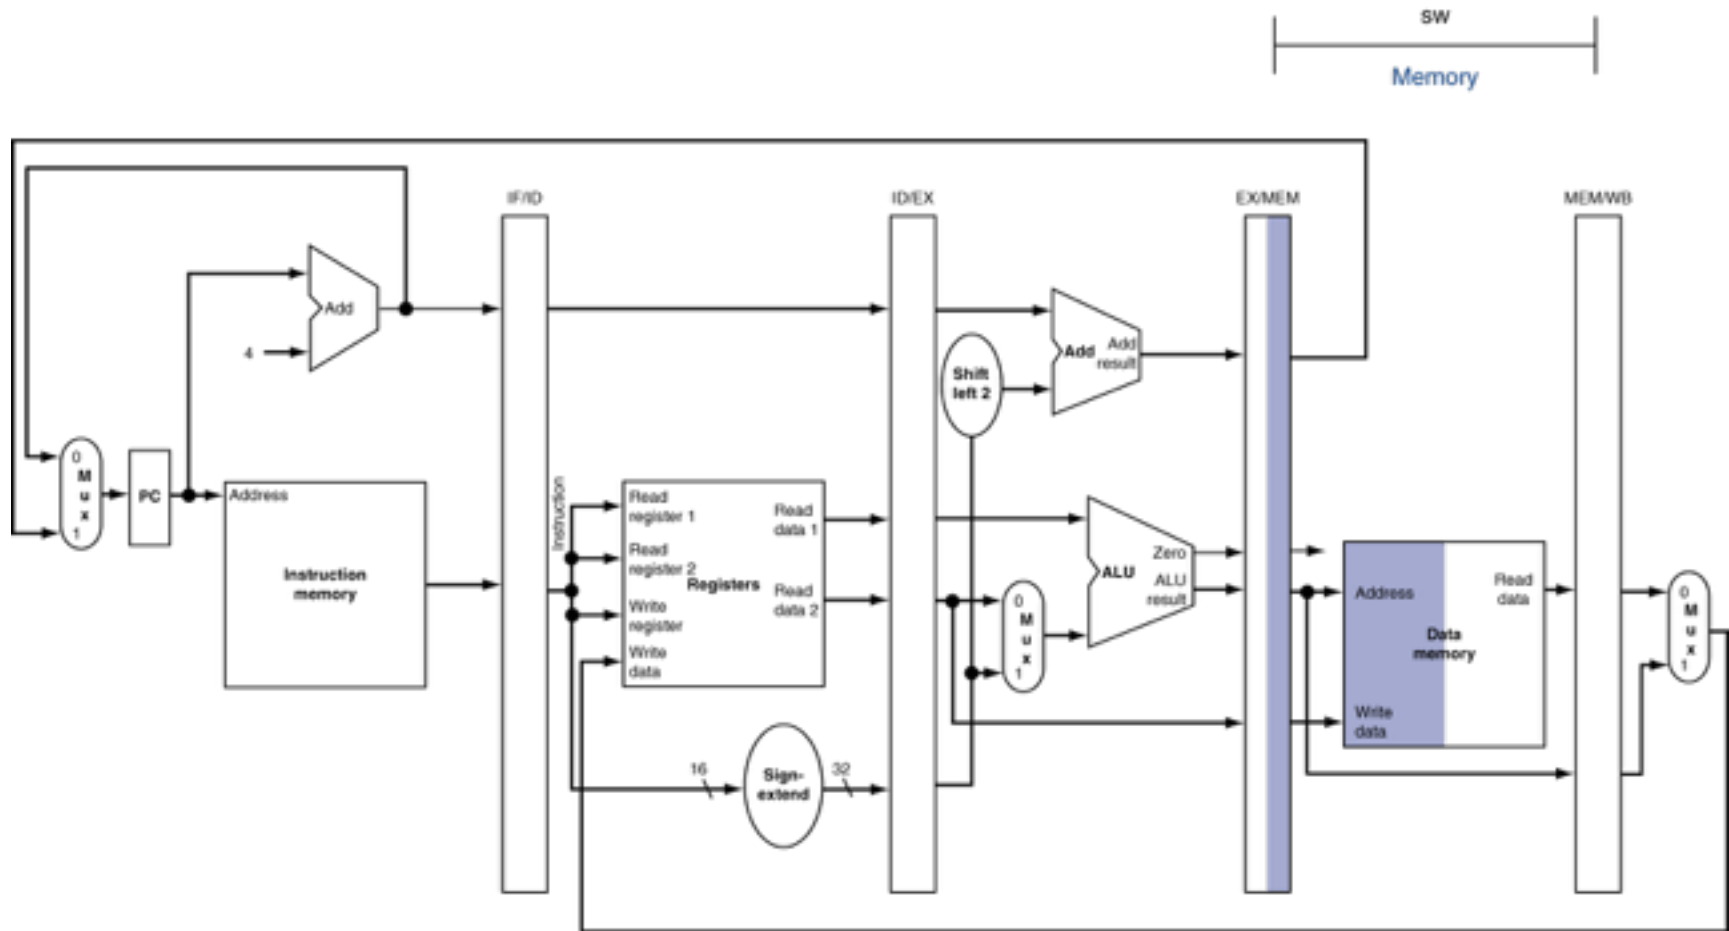 SW
Memory
IF/ID
ID/EX
EX/MEM
MEM/WB
Add
4
Add
Add
result
Shift
left 2
0
M
u
x
1
PC
Address
Instruction
memory
Instruction
Read
register 1
Read
register 2
Write
register
Write
data
Registers
Read
data 1
Read
data 2
16
Sign-
extend
32
0
M
u
x
1
ALU
Zero
ALU
result
Address
Data
memory
Write
data
Read
data
0
M
u
x
1